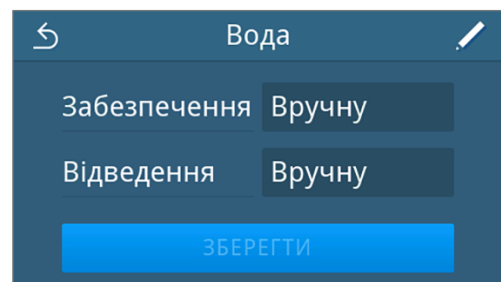 Вода
Забезпечення Вручну
Відведення Вручну
ЗБЕРЕГТИ